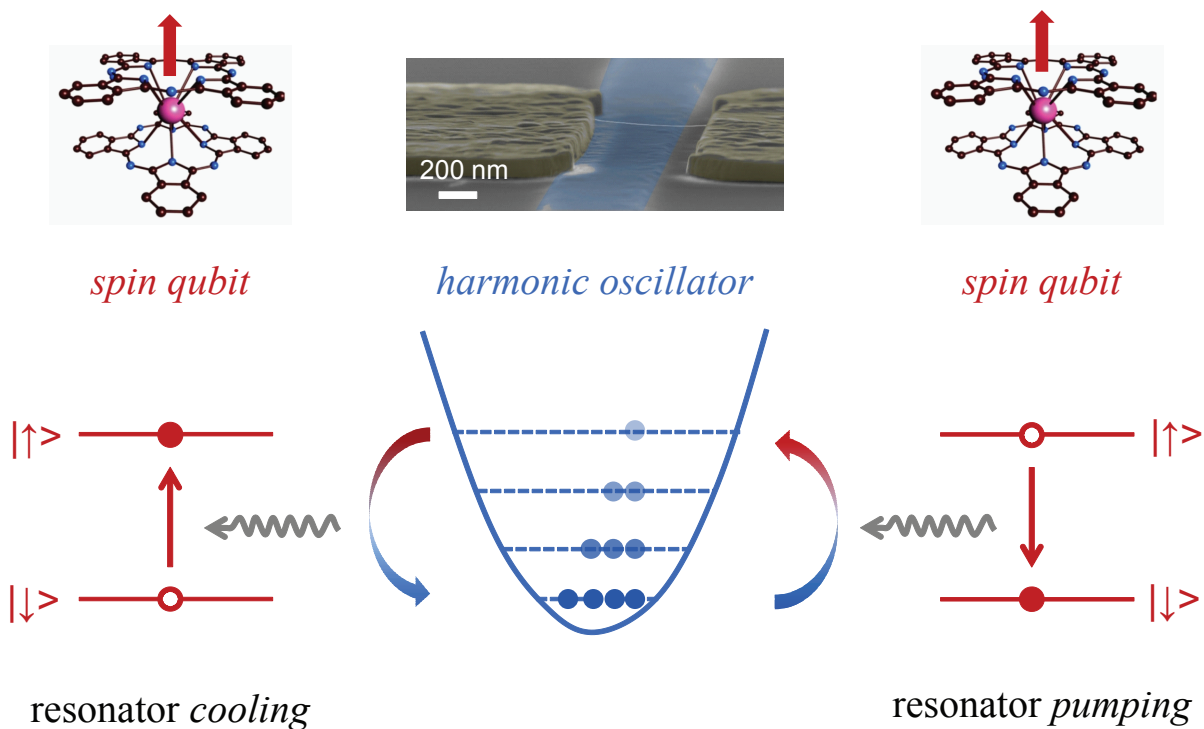 200 nm
spin qubit
harmonic oscillator
spin qubit
|↑>
|↑>
|↓>
|↓>
resonator cooling
resonator pumping